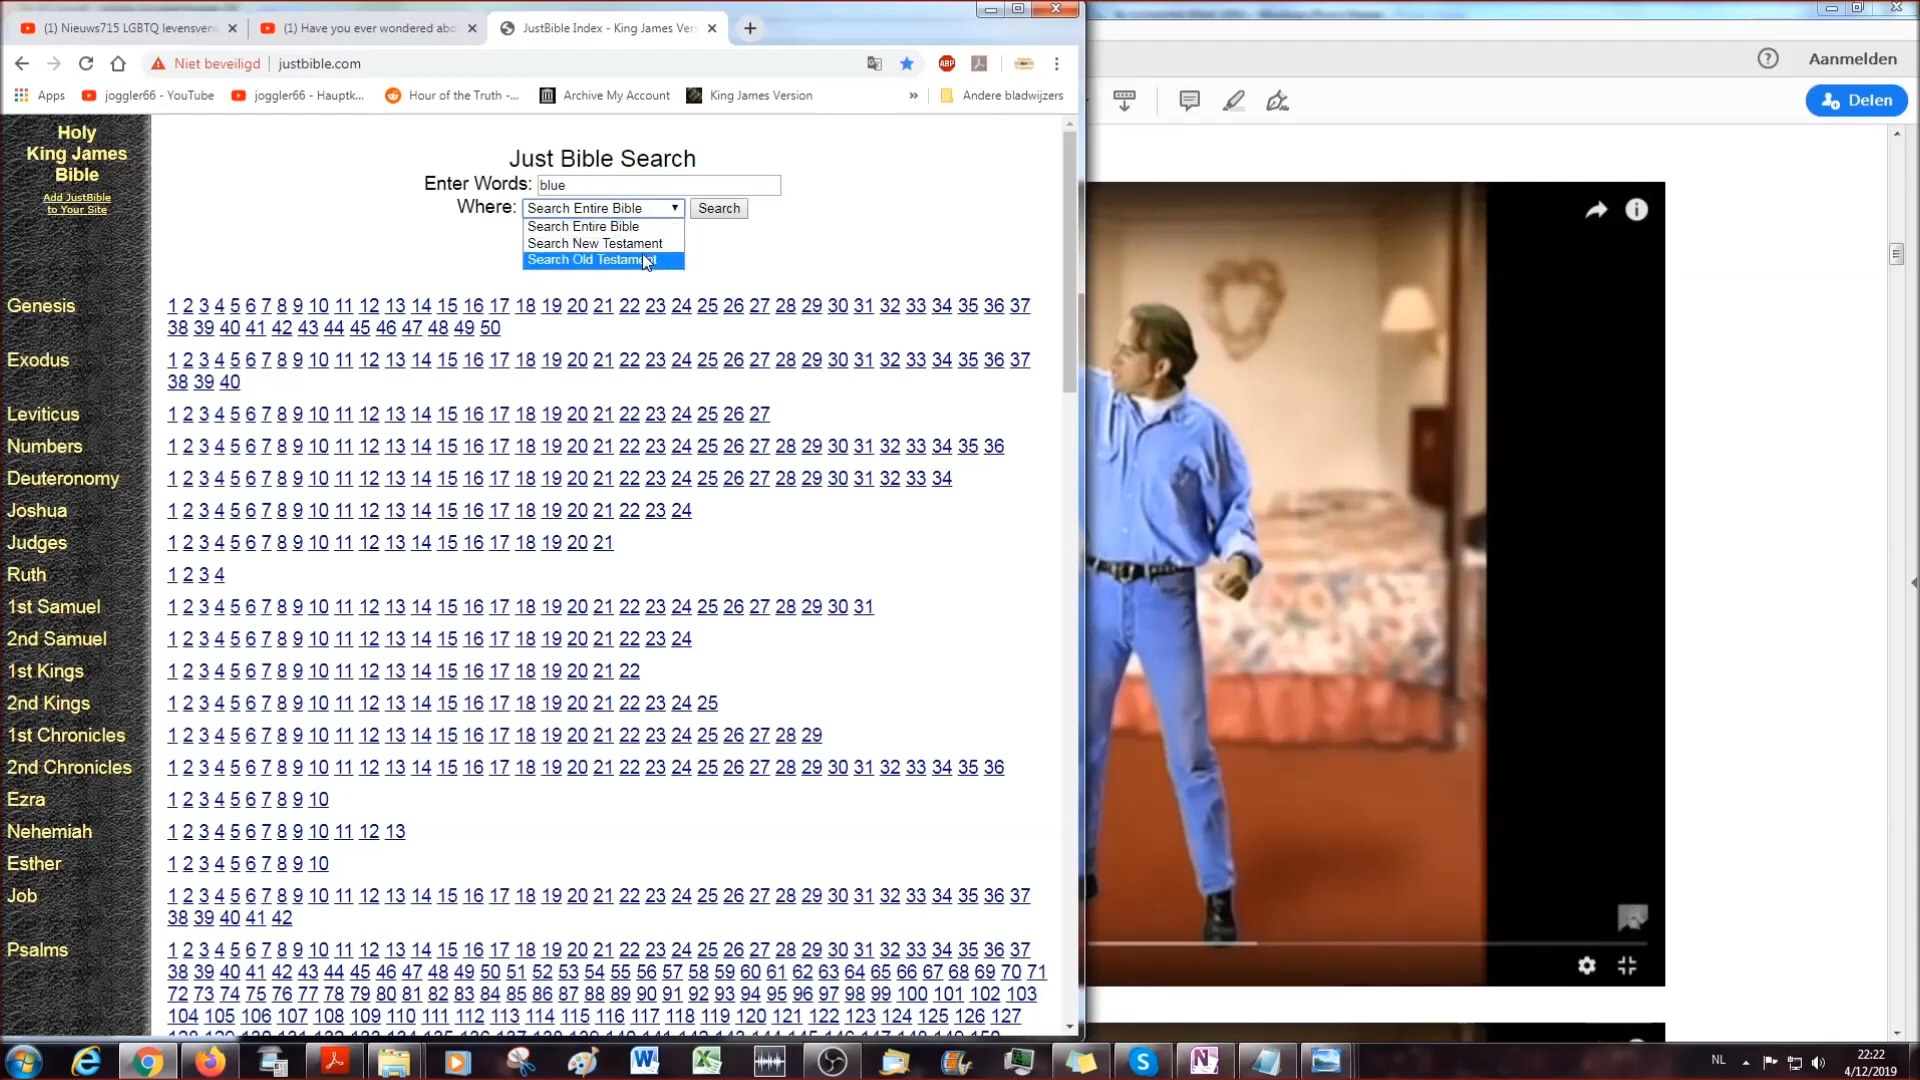 (1) Nieuws715 LGBTQ levensven
(1) Have you ever wondered abo
JustBible Index - King James Vers
Niet beveiligd | justbible.com
Apps
joggler66 - YouTube
joggler66 - Hauptk...
Hour of the Truth -...
Archive My Account
King James Version
»
Andere bladwijzers
Aanmelden
Delen
Holy
King James
Bible
Add JustBible
to Your Site
Just Bible Search
Enter Words: blue
Where: Search Entire Bible Search
Search Entire Bible
Search New Testament
Search Old Testament
Genesis 1 2 3 4 5 6 7 8 9 10 11 12 13 14 15 16 17 18 19 20 21 22 23 24 25 26 27 28 29 30 31 32 33 34 35 36 37
38 39 40 41 42 43 44 45 46 47 48 49 50
Exodus 1 2 3 4 5 6 7 8 9 10 11 12 13 14 15 16 17 18 19 20 21 22 23 24 25 26 27 28 29 30 31 32 33 34 35 36 37
38 39 40
Leviticus 1 2 3 4 5 6 7 8 9 10 11 12 13 14 15 16 17 18 19 20 21 22 23 24 25 26 27
Numbers 1 2 3 4 5 6 7 8 9 10 11 12 13 14 15 16 17 18 19 20 21 22 23 24 25 26 27 28 29 30 31 32 33 34 35 36
Deuteronomy 1 2 3 4 5 6 7 8 9 10 11 12 13 14 15 16 17 18 19 20 21 22 23 24 25 26 27 28 29 30 31 32 33 34
Joshua 1 2 3 4 5 6 7 8 9 10 11 12 13 14 15 16 17 18 19 20 21 22 23 24
Judges 1 2 3 4 5 6 7 8 9 10 11 12 13 14 15 16 17 18 19 20 21
Ruth 1 2 3 4
1st Samuel 1 2 3 4 5 6 7 8 9 10 11 12 13 14 15 16 17 18 19 20 21 22 23 24 25 26 27 28 29 30 31
2nd Samuel 1 2 3 4 5 6 7 8 9 10 11 12 13 14 15 16 17 18 19 20 21 22 23 24
1st Kings 1 2 3 4 5 6 7 8 9 10 11 12 13 14 15 16 17 18 19 20 21 22
2nd Kings 1 2 3 4 5 6 7 8 9 10 11 12 13 14 15 16 17 18 19 20 21 22 23 24 25
1st Chronicles 1 2 3 4 5 6 7 8 9 10 11 12 13 14 15 16 17 18 19 20 21 22 23 24 25 26 27 28 29
2nd Chronicles 1 2 3 4 5 6 7 8 9 10 11 12 13 14 15 16 17 18 19 20 21 22 23 24 25 26 27 28 29 30 31 32 33 34 35 36
Ezra 1 2 3 4 5 6 7 8 9 10
Nehemiah 1 2 3 4 5 6 7 8 9 10 11 12 13
Esther 1 2 3 4 5 6 7 8 9 10
Job 1 2 3 4 5 6 7 8 9 10 11 12 13 14 15 16 17 18 19 20 21 22 23 24 25 26 27 28 29 30 31 32 33 34 35 36 37
38 39 40 41 42
Psalms 1 2 3 4 5 6 7 8 9 10 11 12 13 14 15 16 17 18 19 20 21 22 23 24 25 26 27 28 29 30 31 32 33 34 35 36 37
38 39 40 41 42 43 44 45 46 47 48 49 50 51 52 53 54 55 56 57 58 59 60 61 62 63 64 65 66 67 68 69 70 71
72 73 74 75 76 77 78 79 80 81 82 83 84 85 86 87 88 89 90 91 92 93 94 95 96 97 98 99 100 101 102 103
104 105 106 107 108 109 110 111 112 113 114 115 116 117 118 119 120 121 122 123 124 125 126 127
NL
22:22
4/12/2019